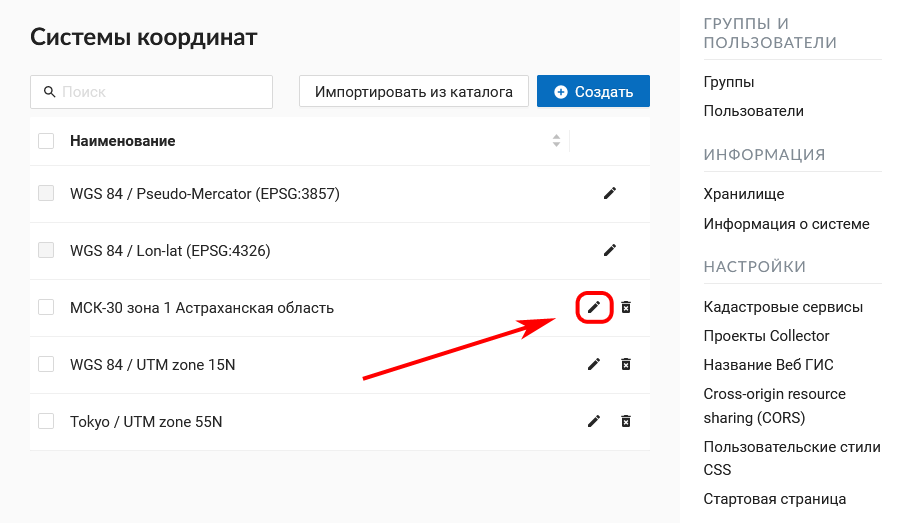 Системы координат
Поиск
Импортировать из каталога
Создать
Наименование
WGS 84 / Pseudo-Mercator (EPSG:3857)
WGS 84 / Lon-lat (EPSG:4326)
МСК-30 зона 1 Астраханская область
WGS 84 / UTM zone 15N
Tokyo / UTM zone 55N
ГРУППЫ И
ПОЛЬЗОВАТЕЛИ
Группы
Пользователи
ИНФОРМАЦИЯ
Хранилище
Информация о системе
НАСТРОЙКИ
Кадастровые сервисы
Проекты Collector
Название Веб ГИС
Cross-origin resource
sharing (CORS)
Пользовательские стили
CSS
Стартовая страница